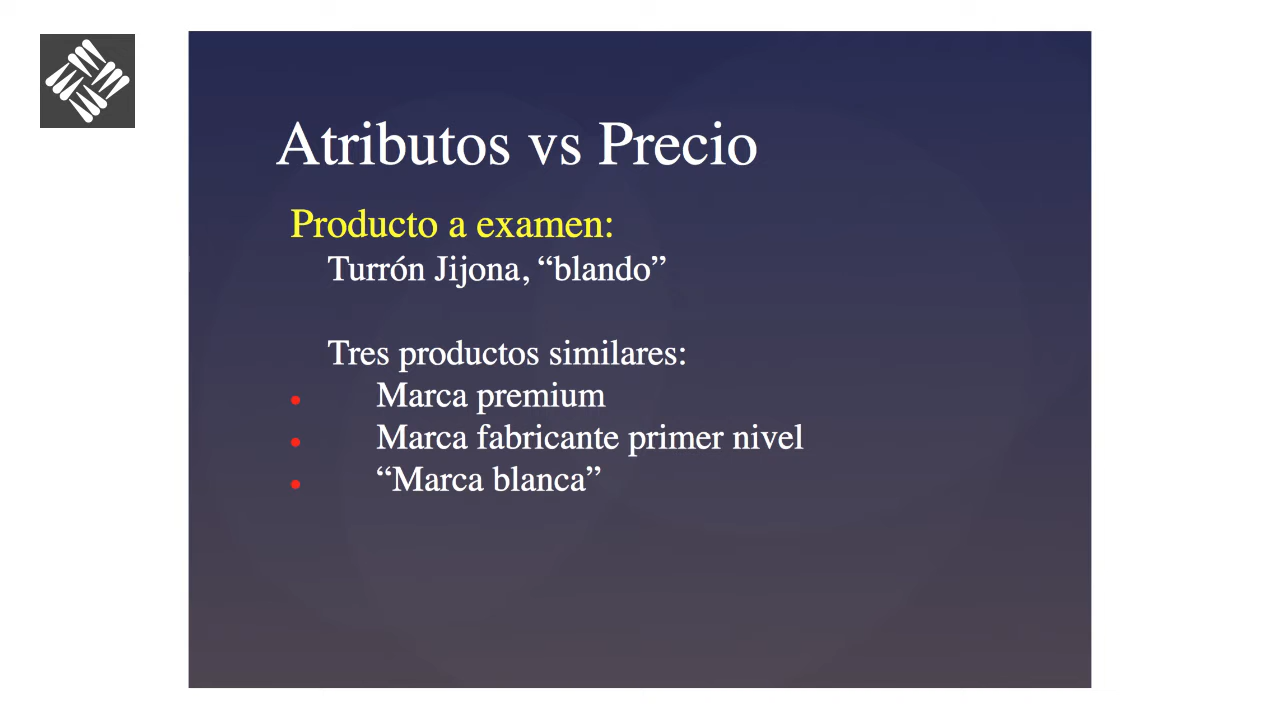 Atributos vs Precio
Producto a examen:
Turrón Jijona, “blando”
Tres productos similares:
Marca premium
Marca fabricante primer nivel
“Marca blanca”